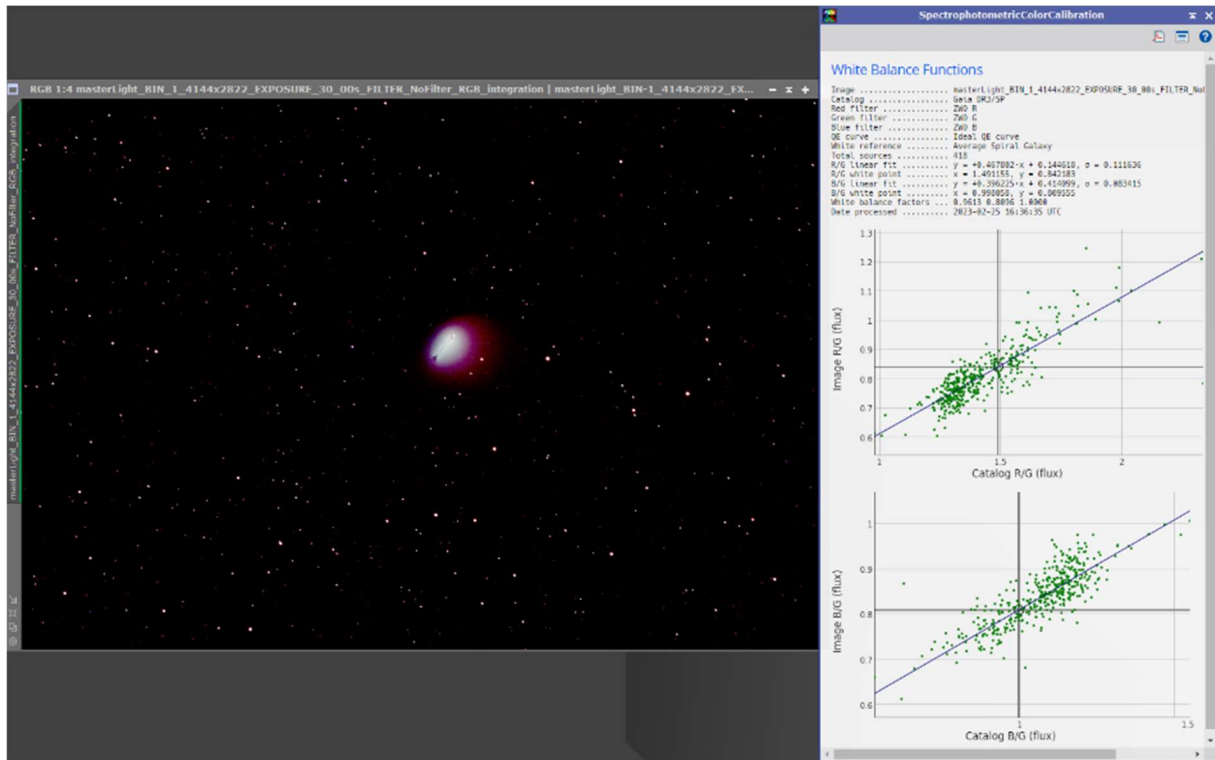 SpectrophotometricColorCalibration
RGB 1:4 masterLight_BIN_1_4144x2822_EXPOSURE_30_00s_FILTER_NoFilter_RGB_integration | masterLight_BIN-1_4144x2822_EX...
masterLight_BIN_1_4144x2822_EXPOSURE_30_00s_FILTER_NoFilter_RGB_integration
White Balance Functions
Image .................. masterLight_BIN_1_4144x2822_EXPOSURE_30_00s_FILTER_NoF
Catalog ................ Gaia DR3/SP
Red filter ............. ZWO R
Green filter ........... ZWO G
Blue filter ............ ZWO B
QE curve ............... Ideal QE curve
White reference ........ Average Spiral Galaxy
Total sources .......... 418
R/G linear fit ......... y = +0.467802·x + 0.144618, σ = 0.111636
R/G white point ........ x = 1.491155, y = 0.842183
B/G linear fit ......... y = +0.396225·x + 0.414099, σ = 0.083415
B/G white point ........ x = 0.998058, y = 0.809555
White balance factors ... 0.9613 0.8096 1.0000
Date processed ......... 2023-02-25 16:36:35 UTC
1.3
1.2
1.1
1
0.9
0.8
0.7
0.6
Image R/G (flux)
1 1.5 2
Catalog R/G (flux)
1
0.9
0.8
0.7
0.6
Image B/G (flux)
1 1.5
Catalog B/G (flux)